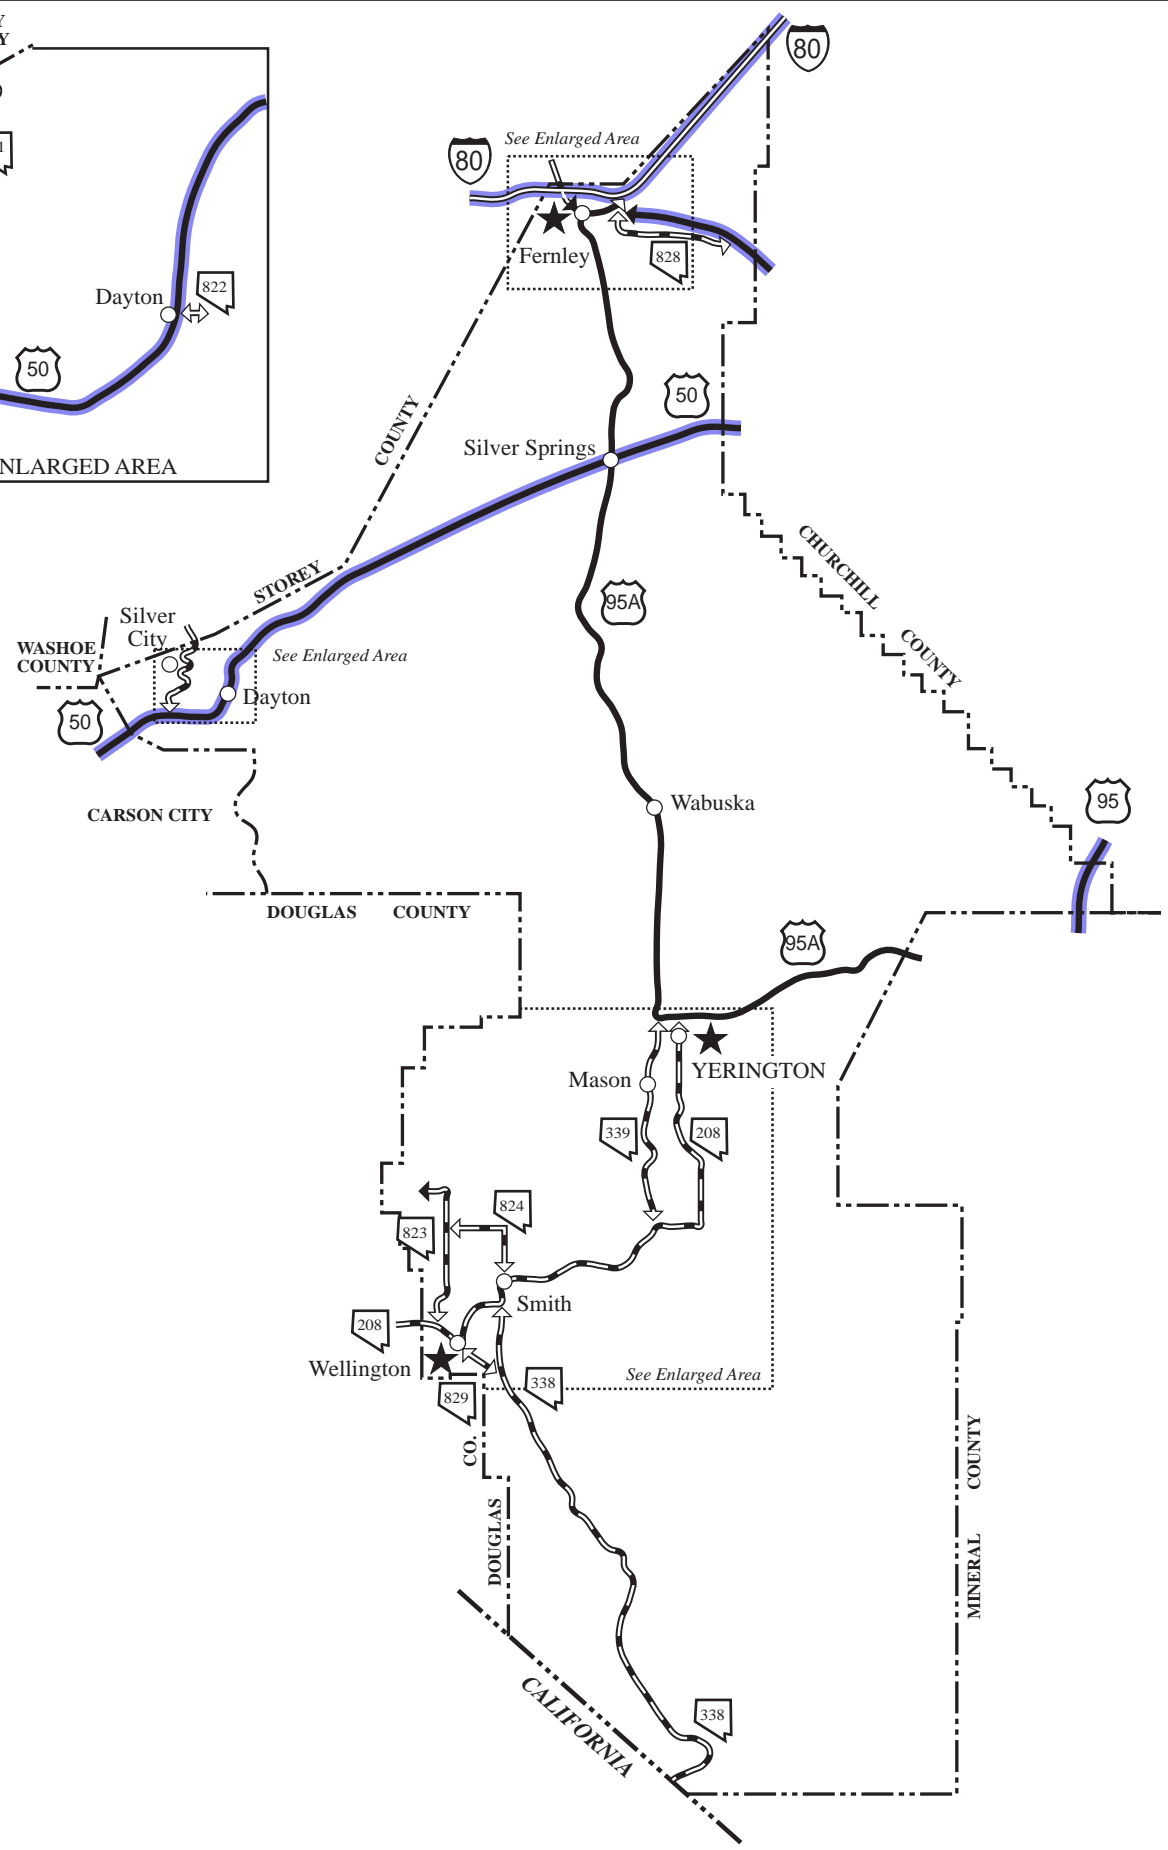 Y
Y
80
See Enlarged Area
80
1
Fernley
828
Dayton
822
50
50
COUNTY
Silver Springs
NLARGED AREA
CHURCHILL
STOREY
95A
Silver
City
COUNTY
WASHOE
COUNTY
See Enlarged Area
Dayton
50
Wabuska
95
CARSON CITY
DOUGLAS COUNTY
95A
YERINGTON
Mason
339
208
824
823
Smith
208
Wellington
See Enlarged Area
338
829
CO.
DOUGLAS
COUNTY
MINERAL
CALIFORNIA
338